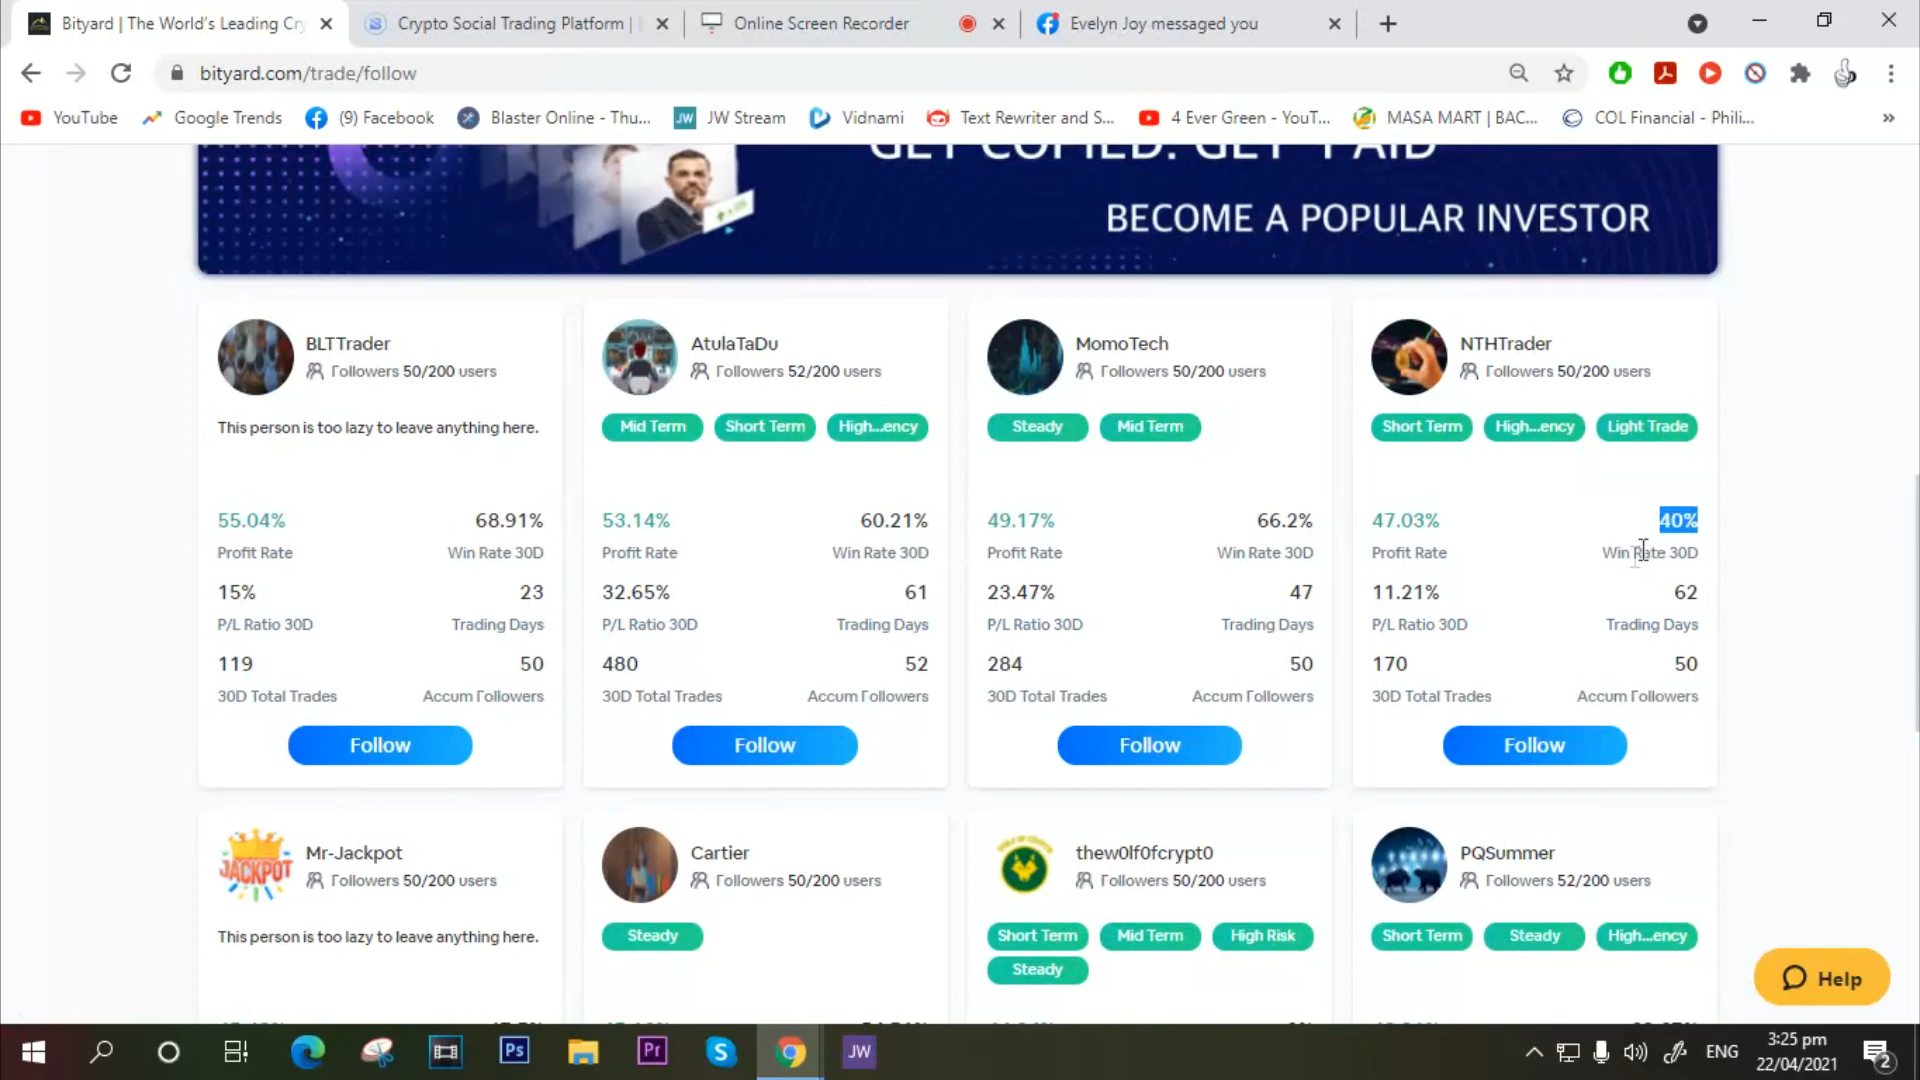 Bityard | The World's Leading Cry
Crypto Social Trading Platform |
Online Screen Recorder
Evelyn Joy messaged you
bityard.com/trade/follow
YouTube
Google Trends
(9) Facebook
Blaster Online - Thu...
JW Stream
Vidnami
Text Rewriter and S...
4 Ever Green - YouT...
MASA MART | BAC...
COL Financial - Phili...
»
GET COPIED. GET PAID
BECOME A POPULAR INVESTOR
BLTTrader
Followers 50/200 users
This person is too lazy to leave anything here.
55.04%
68.91%
Profit Rate
Win Rate 30D
15%
23
P/L Ratio 30D
Trading Days
119
50
30D Total Trades
Accum Followers
Follow
AtulaTaDu
Followers 52/200 users
Mid Term
Short Term
High...ency
53.14%
60.21%
Profit Rate
Win Rate 30D
32.65%
61
P/L Ratio 30D
Trading Days
480
52
30D Total Trades
Accum Followers
Follow
MomoTech
Followers 50/200 users
Steady
Mid Term
49.17%
66.2%
Profit Rate
Win Rate 30D
23.47%
47
P/L Ratio 30D
Trading Days
284
50
30D Total Trades
Accum Followers
Follow
NTHTrader
Followers 50/200 users
Short Term
High...ency
Light Trade
47.03%
40%
Profit Rate
Win Rate 30D
11.21%
62
P/L Ratio 30D
Trading Days
170
50
30D Total Trades
Accum Followers
Follow
JACKPOT
Mr-Jackpot
Followers 50/200 users
This person is too lazy to leave anything here.
Cartier
Followers 50/200 users
Steady
thew0lf0fcrypt0
Followers 50/200 users
Short Term
Mid Term
High Risk
Steady
PQSummer
Followers 52/200 users
Short Term
Steady
High...ency
Help
Ps
Pr
JW
ENG
3:25 pm
22/04/2021
2